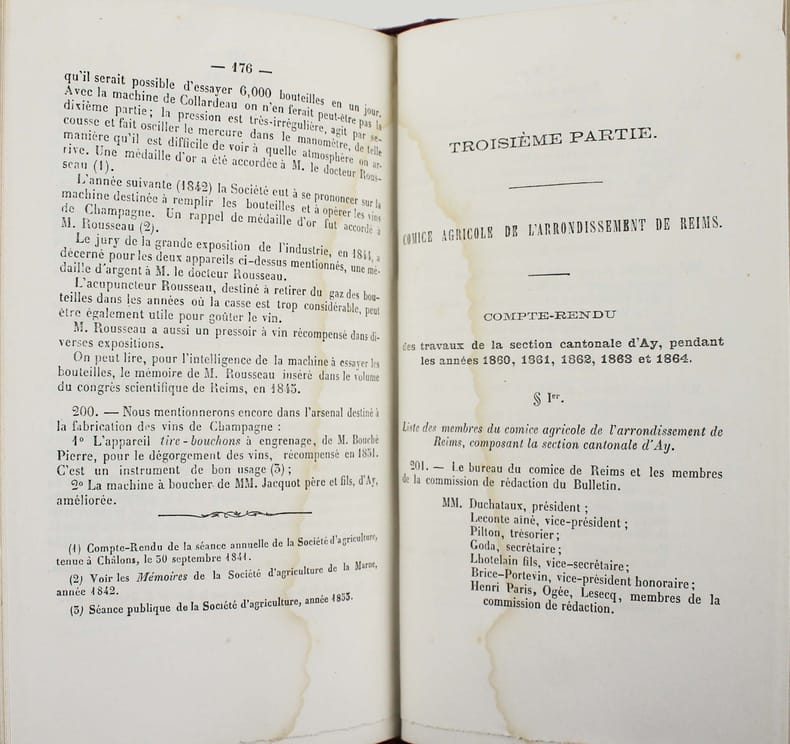 — 176 —
qu'il serait possible d'essayer 6,000 bouteilles en un jour.
Avec la machine de Collardeau on n'en ferait peut-être pas la
dixième partie; la pression est très-irrégulière, agit par se-
cousse et fait osciller le mercure dans le manomètre, de telle
manière qu'il est difficile de voir à quelle atmosphère on ar-
rive. Une médaille d'or a été accordée à M. le docteur Rous-
seau (1).
L'année suivante (1842) la Société eut à se prononcer sur la
machine destinée à remplir les bouteilles et à opérer les vins
de Champagne. Un rappel de médaille d'or fut accordé à
M. Rousseau (2).
Le jury de la grande exposition de l'industrie, en 1844, a
décerné pour les deux appareils ci-dessus mentionnés, une mé-
daille d'argent à M. le docteur Rousseau.
L'acupuncteur Rousseau, destiné à retirer du gaz des bou-
teilles dans les années où la casse est trop considérable, peut
être également utile pour goûter le vin.
M. Rousseau a aussi un pressoir à vin récompensé dans di-
verses expositions.
On peut lire, pour l'intelligence de la machine à essayer les
bouteilles, le mémoire de M. Rousseau inséré dans le volume
du congrès scientifique de Reims, en 1845.
200. — Nous mentionnerons encore dans l'arsenal destiné à
la fabrication des vins de Champagne :
1º L'appareil tire-bouchons à engrenage, de M. Bouché
Pierre, pour le dégorgement des vins, récompensé en 1851.
C'est un instrument de bon usage (3) ;
2º La machine à boucher de MM. Jacquot père et fils, d'Ay,
améliorée.
(1) Compte-Rendu de la séance annuelle de la Société d'agriculture,
tenue à Châlons, le 30 septembre 1841.
(2) Voir les Mémoires de la Société d'agriculture de la Marne,
année 1842.
(3) Séance publique de la Société d'agriculture, année 1853.
TROISIÈME PARTIE.
COMICE AGRICOLE DE L'ARRONDISSEMENT DE REIMS.
COMPTE-RENDU
des travaux de la section cantonale d'Ay, pendant
les années 1860, 1861, 1862, 1863 et 1864.
§ Ier.
Liste des membres du comice agricole de l'arrondissement de
Reims, composant la section cantonale d'Ay.
201. — Le bureau du comice de Reims et les membres
de la commission de rédaction du Bulletin.
MM. Duchataux, président ;
Leconte aîné, vice-président ;
Pilton, trésorier ;
Goda, secrétaire ;
Lhotelain fils, vice-secrétaire ;
Brice-Portevin, vice-président honoraire ;
Henri Paris, Ogée, Lesecq, membres de la
commission de rédaction.